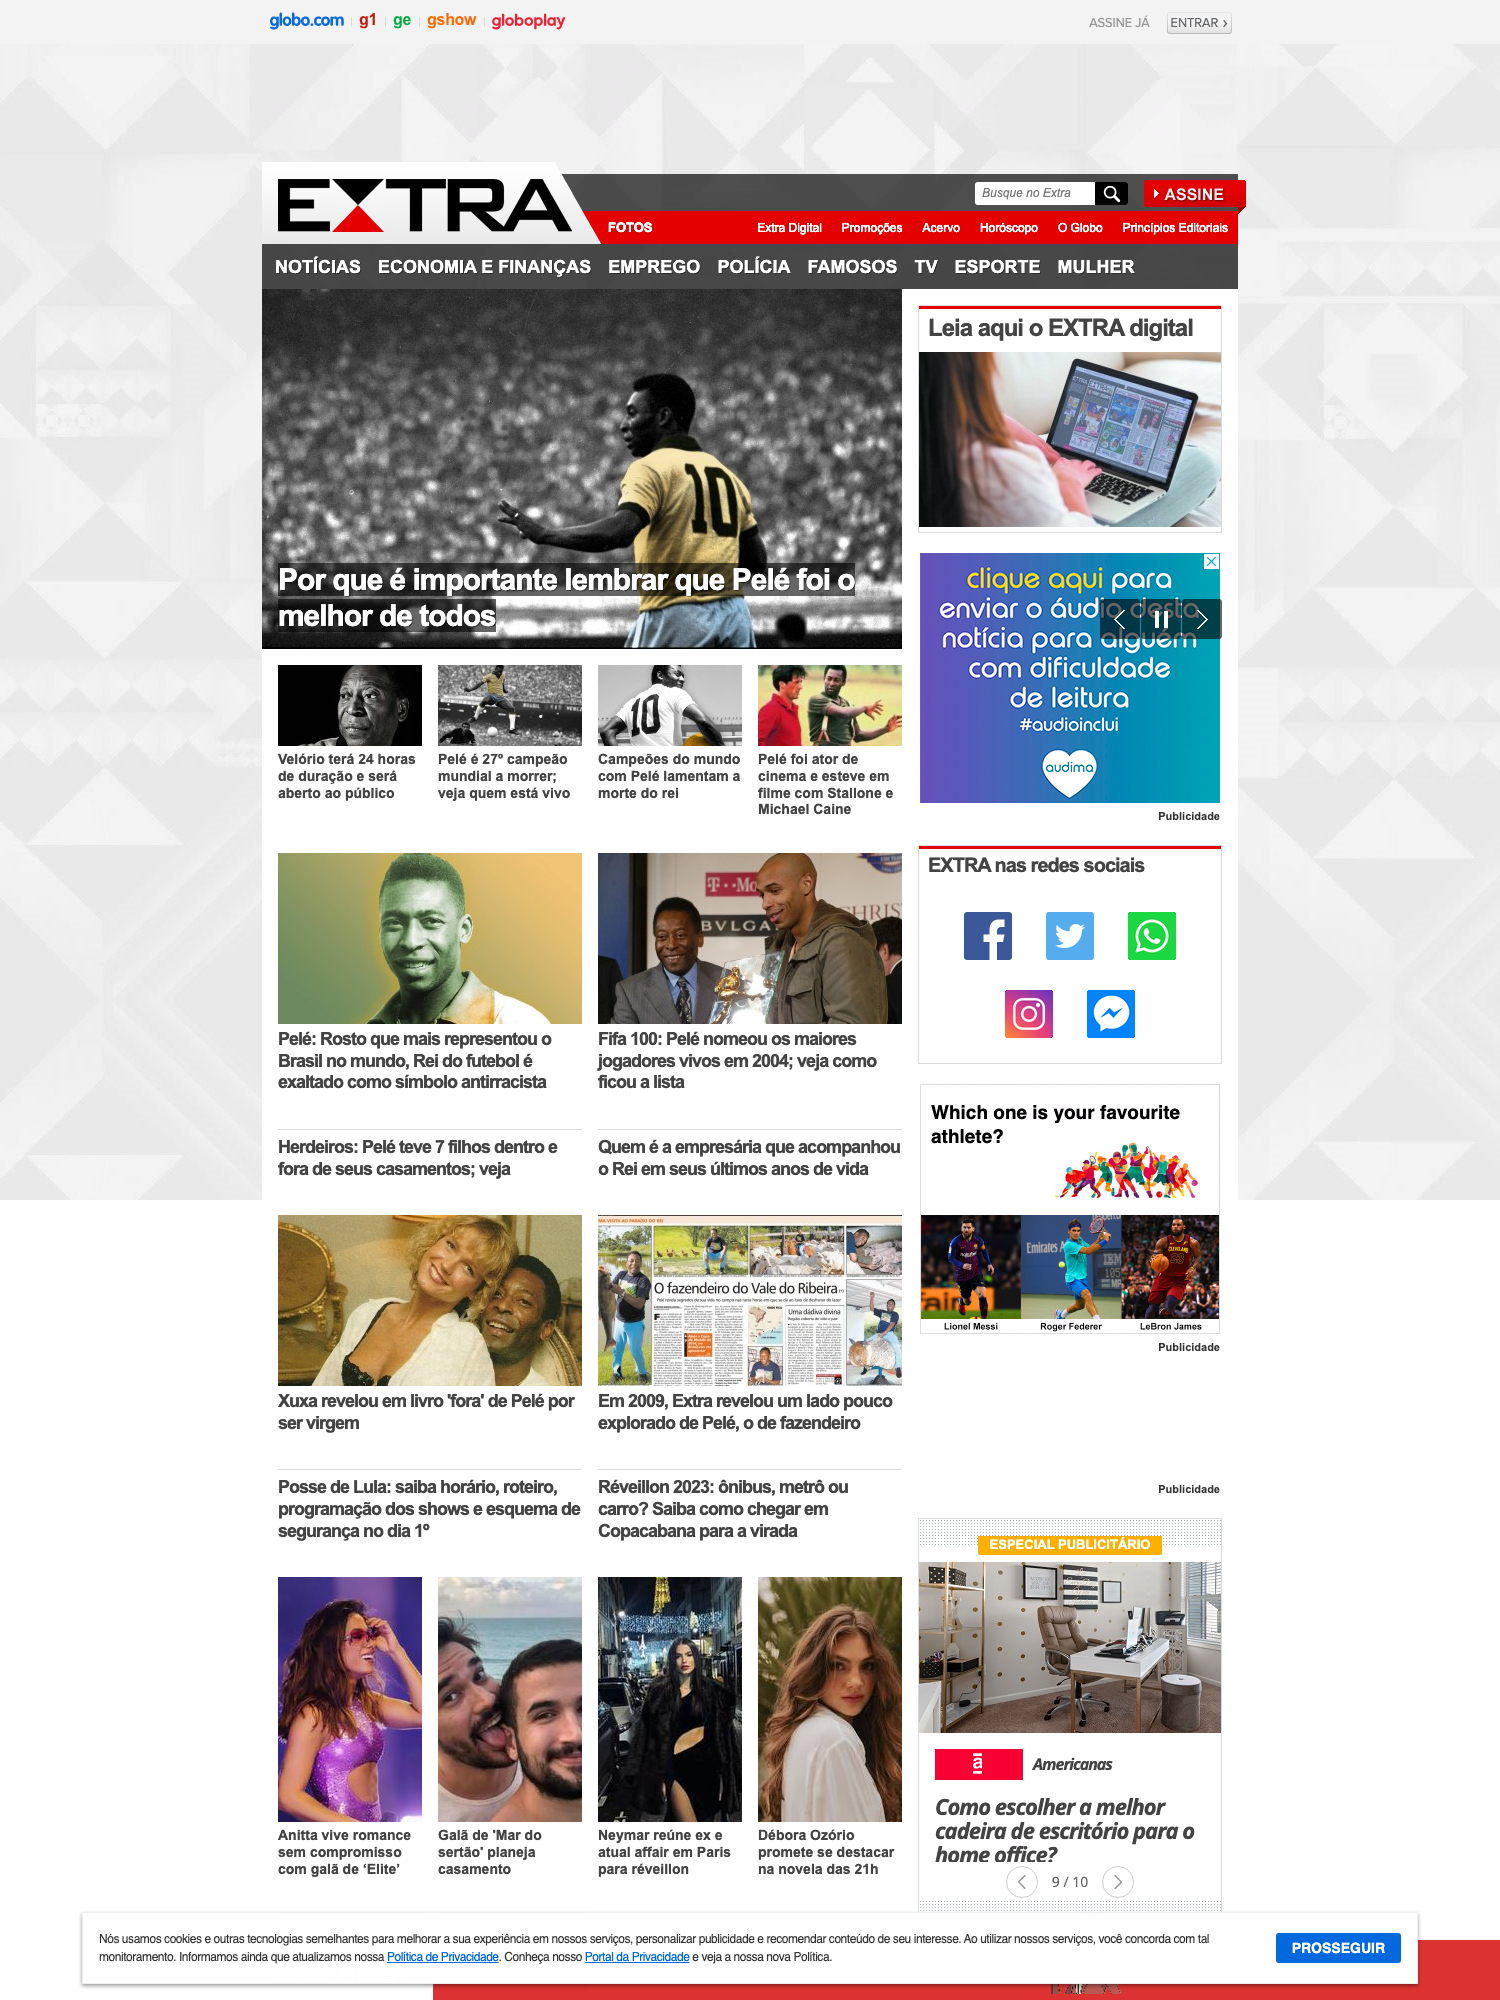 globo.com
g1
ge
gshow
globoplay
ASSINE JÁ
ENTRAR ›
EXTRA
Busque no Extra
ASSINE
FOTOS
Extra Digital
Promoções
Acervo
Horóscopo
O Globo
Princípios Editoriais
NOTÍCIAS
ECONOMIA E FINANÇAS
EMPREGO
POLÍCIA
FAMOSOS
TV
ESPORTE
MULHER
10
Por que é importante lembrar que Pelé foi o
melhor de todos
Velório terá 24 horas
de duração e será
aberto ao público
Pelé é 27º campeão
mundial a morrer;
veja quem está vivo
10
Campeões do mundo
com Pelé lamentam a
morte do rei
Pelé foi ator de
cinema e esteve em
filme com Stallone e
Michael Caine
Pelé: Rosto que mais representou o
Brasil no mundo, Rei do futebol é
exaltado como símbolo antirracista
BVLGA
Fifa 100: Pelé nomeou os maiores
jogadores vivos em 2004; veja como
ficou a lista
Herdeiros: Pelé teve 7 filhos dentro e
fora de seus casamentos; veja
Quem é a empresária que acompanhou
o Rei em seus últimos anos de vida
Xuxa revelou em livro 'fora' de Pelé por
ser virgem
O fazendeiro do Vale do Ribeira
Uma dádiva divina
Em 2009, Extra revelou um lado pouco
explorado de Pelé, o de fazendeiro
Posse de Lula: saiba horário, roteiro,
programação dos shows e esquema de
segurança no dia 1º
Réveillon 2023: ônibus, metrô ou
carro? Saiba como chegar em
Copacabana para a virada
Anitta vive romance
sem compromisso
com galã de ‘Elite’
Galã de 'Mar do
sertão' planeja
casamento
Neymar reúne ex e
atual affair em Paris
para réveillon
Débora Ozório
promete se destacar
na novela das 21h
Leia aqui o EXTRA digital
clique aqui para
enviar o áudio desta
notícia para alguém
com dificuldade
de leitura
#audioinclui
audima
Publicidade
EXTRA nas redes sociais
Which one is your favourite
athlete?
Lionel Messi
Roger Federer
LeBron James
Publicidade
Publicidade
ESPECIAL PUBLICITÁRIO
a
Americanas
Como escolher a melhor
cadeira de escritório para o
home office?
9 / 10
Nós usamos cookies e outras tecnologias semelhantes para melhorar a sua experiência em nossos serviços, personalizar publicidade e recomendar conteúdo de seu interesse. Ao utilizar nossos serviços, você concorda com tal
monitoramento. Informamos ainda que atualizamos nossa Política de Privacidade. Conheça nosso Portal da Privacidade e veja a nossa nova Política.
PROSSEGUIR